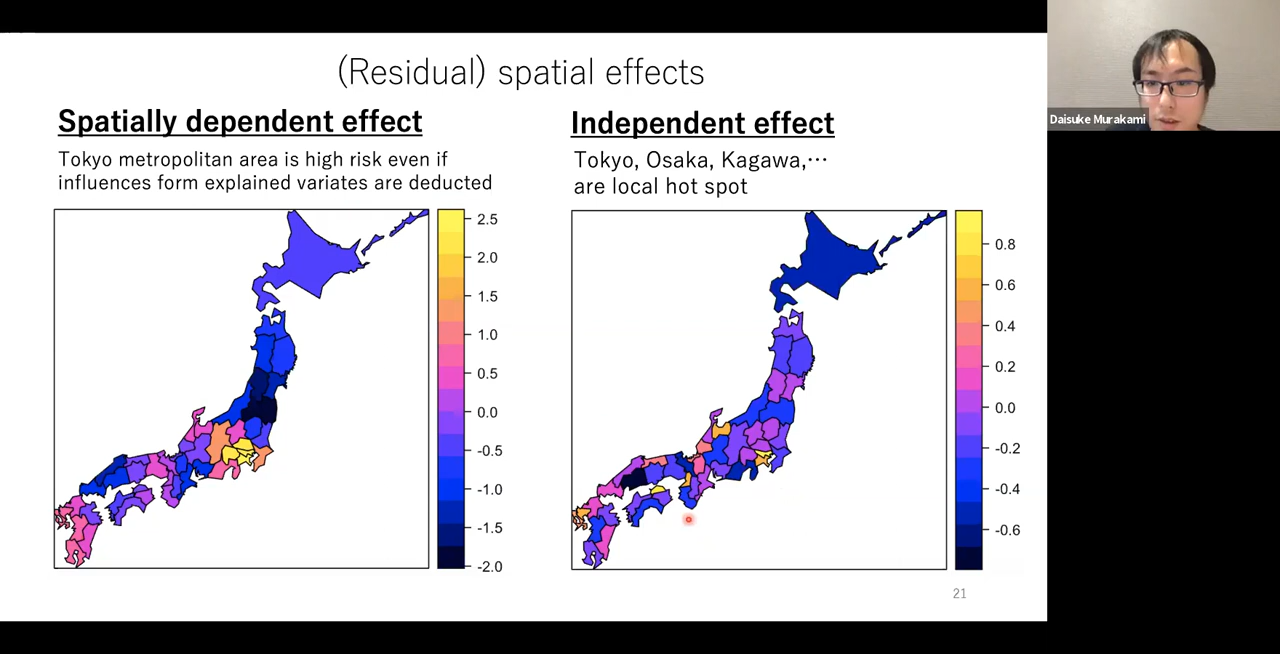 (Residual) spatial effects
Spatially dependent effect
Tokyo metropolitan area is high risk even if
influences form explained variates are deducted
2.5
2.0
1.5
1.0
0.5
0.0
-0.5
-1.0
-1.5
-2.0
Independent effect
Tokyo, Osaka, Kagawa,⋯
are local hot spot
0.8
0.6
0.4
0.2
0.0
-0.2
-0.4
-0.6
21
Daisuke Murakami